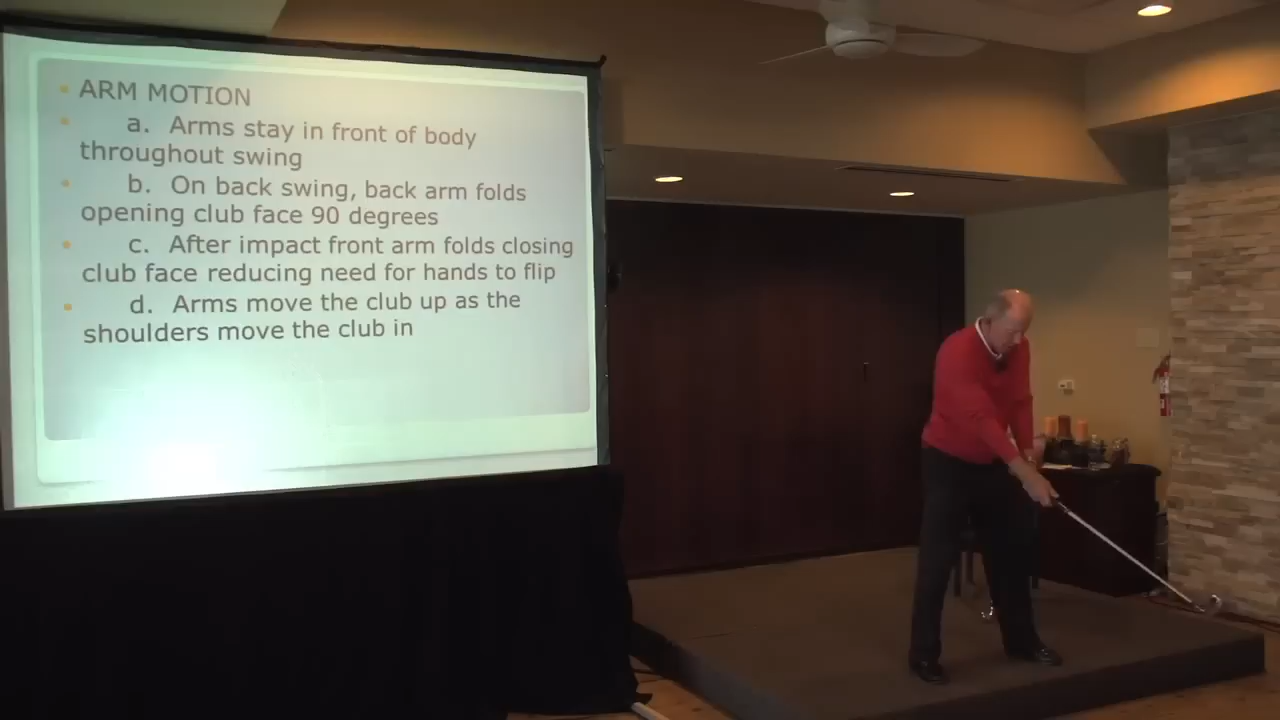 ARM MOTION
a. Arms stay in front of body
throughout swing
b. On back swing, back arm folds
opening club face 90 degrees
c. After impact front arm folds closing
club face reducing need for hands to flip
d. Arms move the club up as the
shoulders move the club in